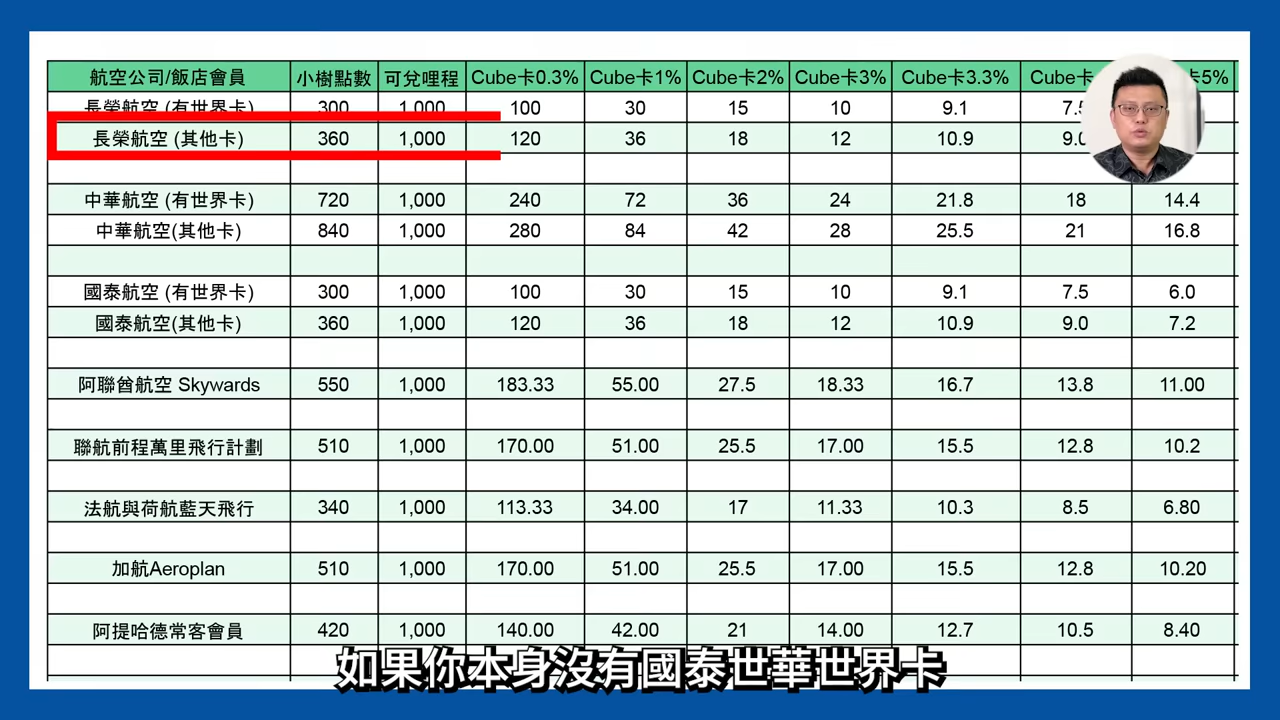 航空公司/飯店會員 小樹點數 可兌哩程 Cube卡0.3% Cube卡1% Cube卡2% Cube卡3% Cube卡3.3% Cube卡 卡5%
長榮航空 (有世界卡) 300 1,000 100 30 15 10 9.1
長榮航空 (其他卡) 360 1,000 120 36 18 12 10.9
中華航空 (有世界卡) 720 1,000 240 72 36 24 21.8 18 14.4
中華航空(其他卡) 840 1,000 280 84 42 28 25.5 21 16.8
國泰航空 (有世界卡) 300 1,000 100 30 15 10 9.1 7.5 6.0
國泰航空(其他卡) 360 1,000 120 36 18 12 10.9 9.0 7.2
阿聯酋航空 Skywards 550 1,000 183.33 55.00 27.5 18.33 16.7 13.8 11.00
聯航前程萬里飛行計劃 510 1,000 170.00 51.00 25.5 17.00 15.5 12.8 10.2
法航與荷航藍天飛行 340 1,000 113.33 34.00 17 11.33 10.3 8.5 6.80
加航Aeroplan 510 1,000 170.00 51.00 25.5 17.00 15.5 12.8 10.20
阿提哈德常客會員 420 1,000 140.00 42.00 21 14.00 12.7 10.5 8.40
如果你本身沒有國泰世華世界卡